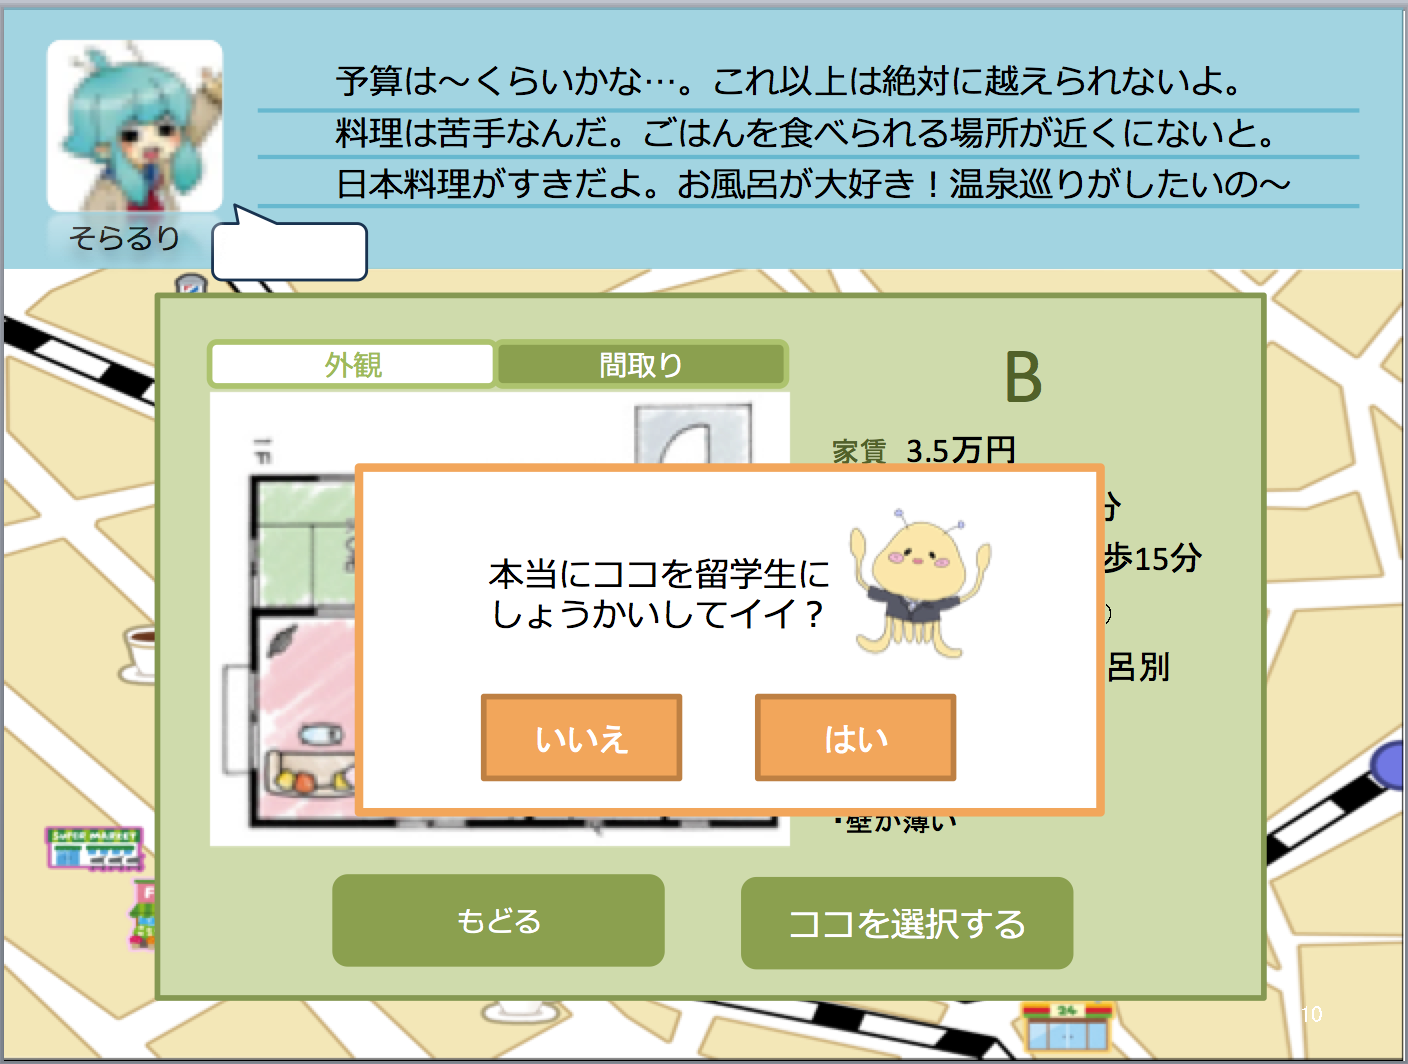 予算は～くらいかな…。これ以上は絶対に越えられないよ。
料理は苦手なんだ。ごはんを食べられる場所が近くにないと。
日本料理がすきだよ。お風呂が大好き！温泉巡りがしたいの～
そらるり
外観
間取り
B
家賃 3.5万円
分
歩15分
呂別
1F
本当にココを留学生に
しょうかいしてイイ？
いいえ
はい
・壁が薄い
もどる
ココを選択する
SUPER MARKET
F
24
10